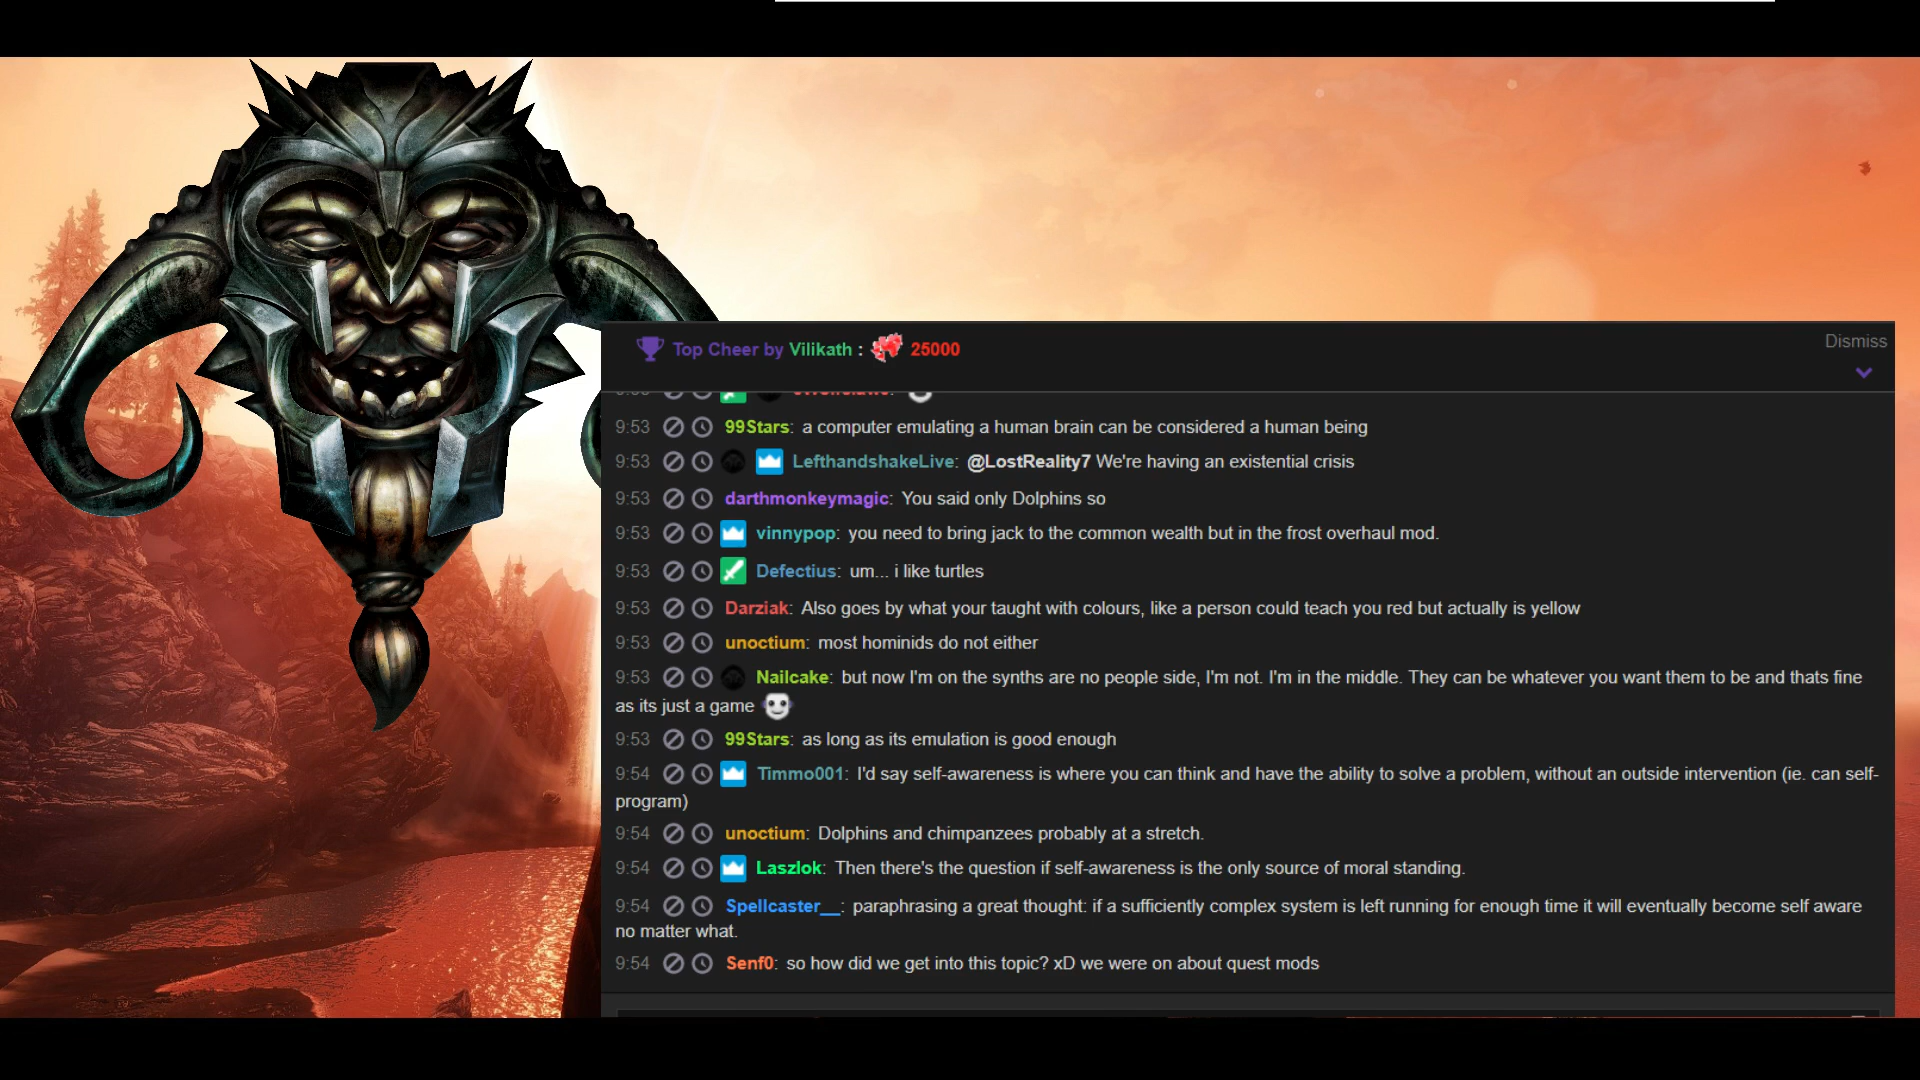 Top Cheer by Vilikath : 25000
Dismiss
9:53 99Stars: a computer emulating a human brain can be considered a human being
9:53 LefthandshakeLive: @LostReality7 We're having an existential crisis
9:53 darthmonkeymagic: You said only Dolphins so
9:53 vinnypop: you need to bring jack to the common wealth but in the frost overhaul mod.
9:53 Defectius: um... i like turtles
9:53 Darziak: Also goes by what your taught with colours, like a person could teach you red but actually is yellow
9:53 unoctium: most hominids do not either
9:53 Nailcake: but now I'm on the synths are no people side, I'm not. I'm in the middle. They can be whatever you want them to be and thats fine
as its just a game
9:53 99Stars: as long as its emulation is good enough
9:54 Timmo001: I'd say self-awareness is where you can think and have the ability to solve a problem, without an outside intervention (ie. can self-
program)
9:54 unoctium: Dolphins and chimpanzees probably at a stretch.
9:54 Laszlok: Then there's the question if self-awareness is the only source of moral standing.
9:54 Spellcaster__: paraphrasing a great thought: if a sufficiently complex system is left running for enough time it will eventually become self aware
no matter what.
9:54 Senf0: so how did we get into this topic? xD we were on about quest mods